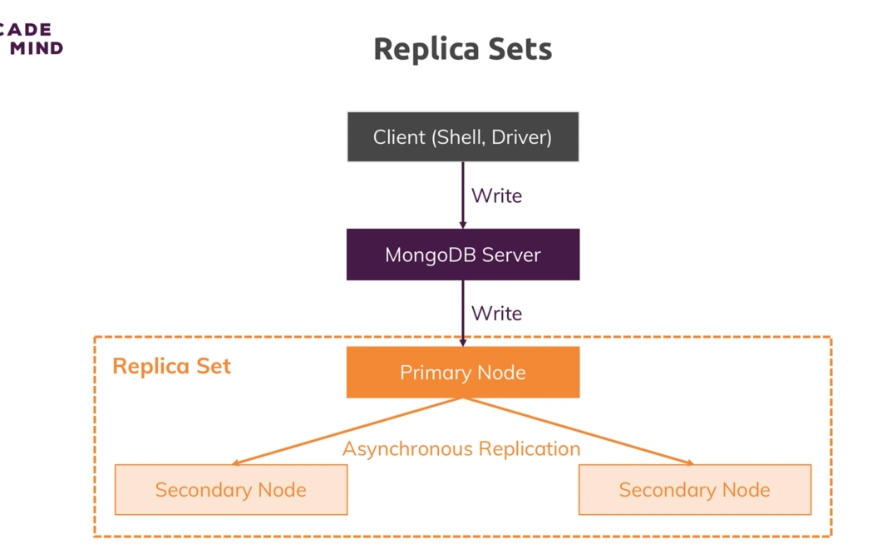 CADE
MIND
Replica Sets
Client (Shell, Driver)
Write
MongoDB Server
Write
Replica Set
Primary Node
Asynchronous Replication
Secondary Node
Secondary Node